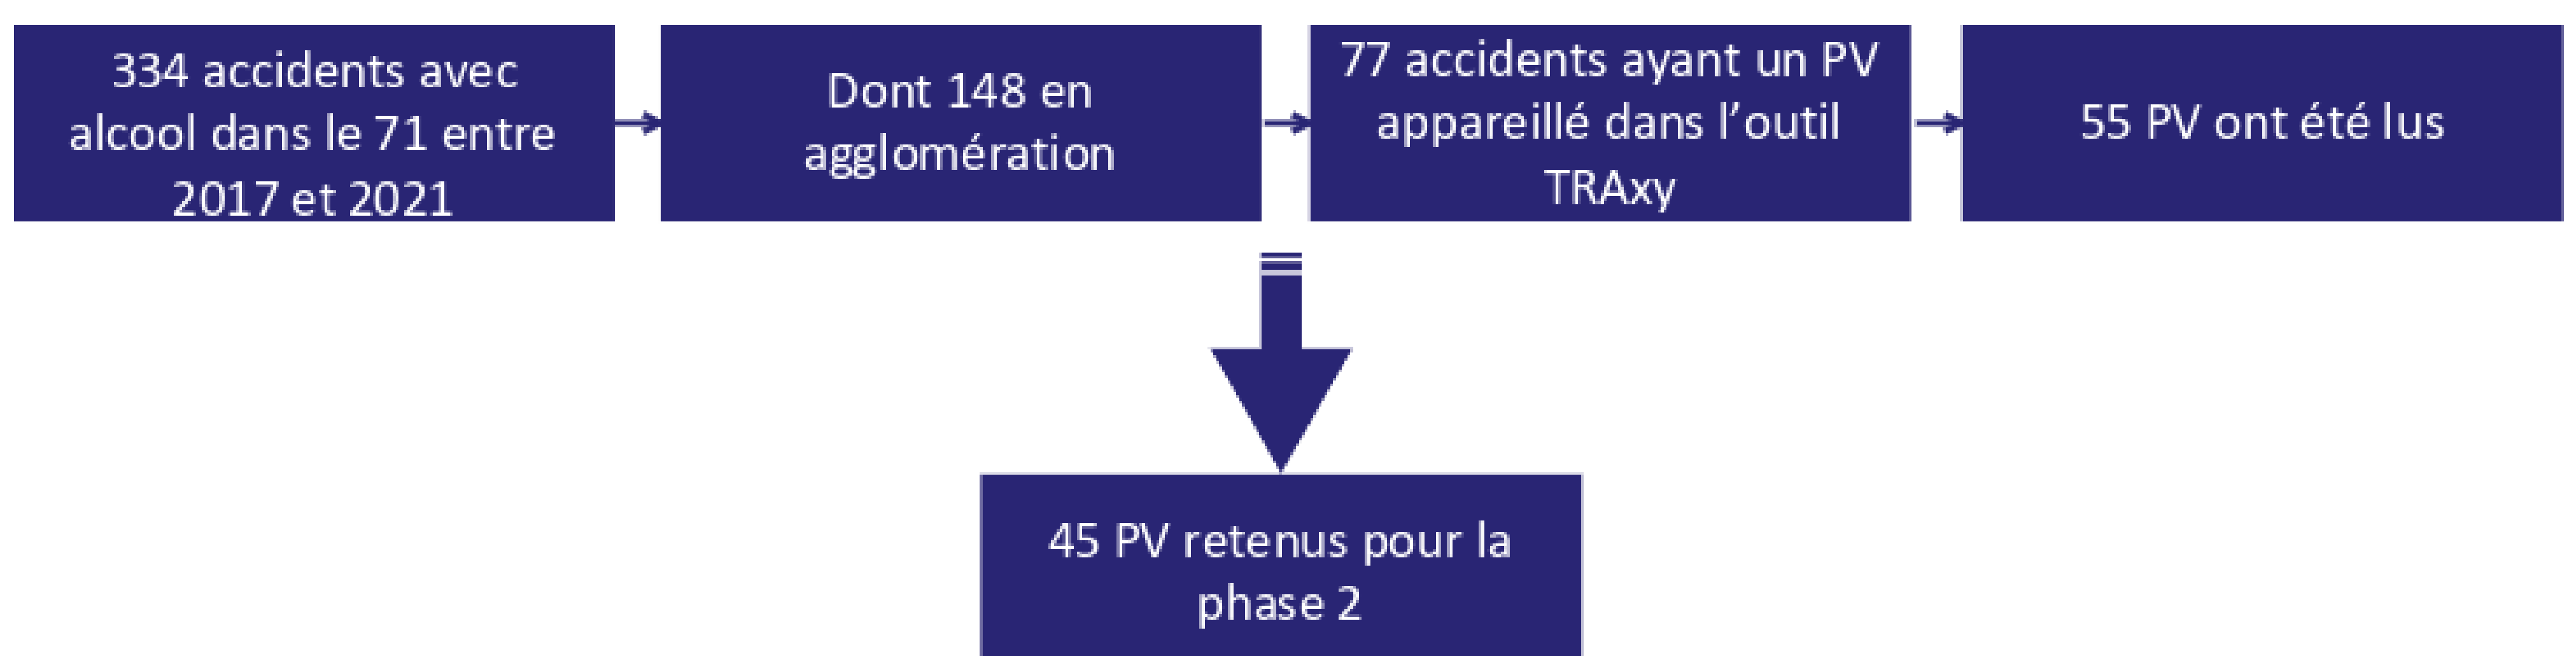 334 accidents avec
alcool dans le 71 entre
2017 et 2021
Dont 148 en
agglomération
77 accidents ayant un PV
appareillé dans l’outil
TRAxy
55 PV ont été lus
45 PV retenus pour la
phase 2